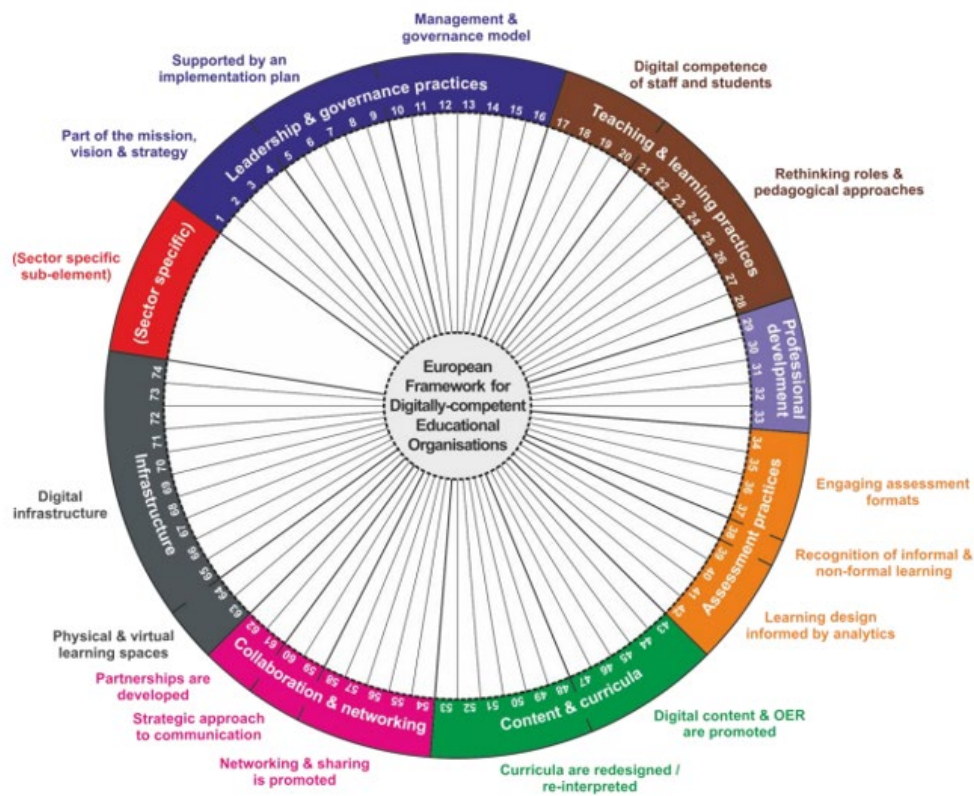 Management &
governance model
Supported by an
implementation plan
Part of the mission,
vision & strategy
Leadership & governance practices
1 2 3 4 5 6 7 8 9 10 11 12 13 14 15 16
Digital competence
of staff and students
Rethinking roles &
pedagogical approaches
Teaching & learning practices
17 18 19 20 21 22 23 24 25 26 27 28
Professional
develpment
29 30 31 32 33
Engaging assessment
formats
Recognition of informal &
non-formal learning
Learning design
informed by analytics
Assessment practices
34 35 36 37 38 39 40 41 42
Digital content & OER
are promoted
Curricula are redesigned /
re-interpreted
Content & curricula
43 44 45 46 47 48 49 50 51 52 53
Networking & sharing
is promoted
Strategic approach
to communication
Partnerships are
developed
Collaboration & networking
54 55 56 57 58 59 60 61 62
Physical & virtual
learning spaces
Digital
infrastructure
Infrastructure
63 64 65 66 67 68 69 70 71 72 73 74
(Sector specific
sub-element)
(Sector specific)
European
Framework for
Digitally-competent
Educational
Organisations